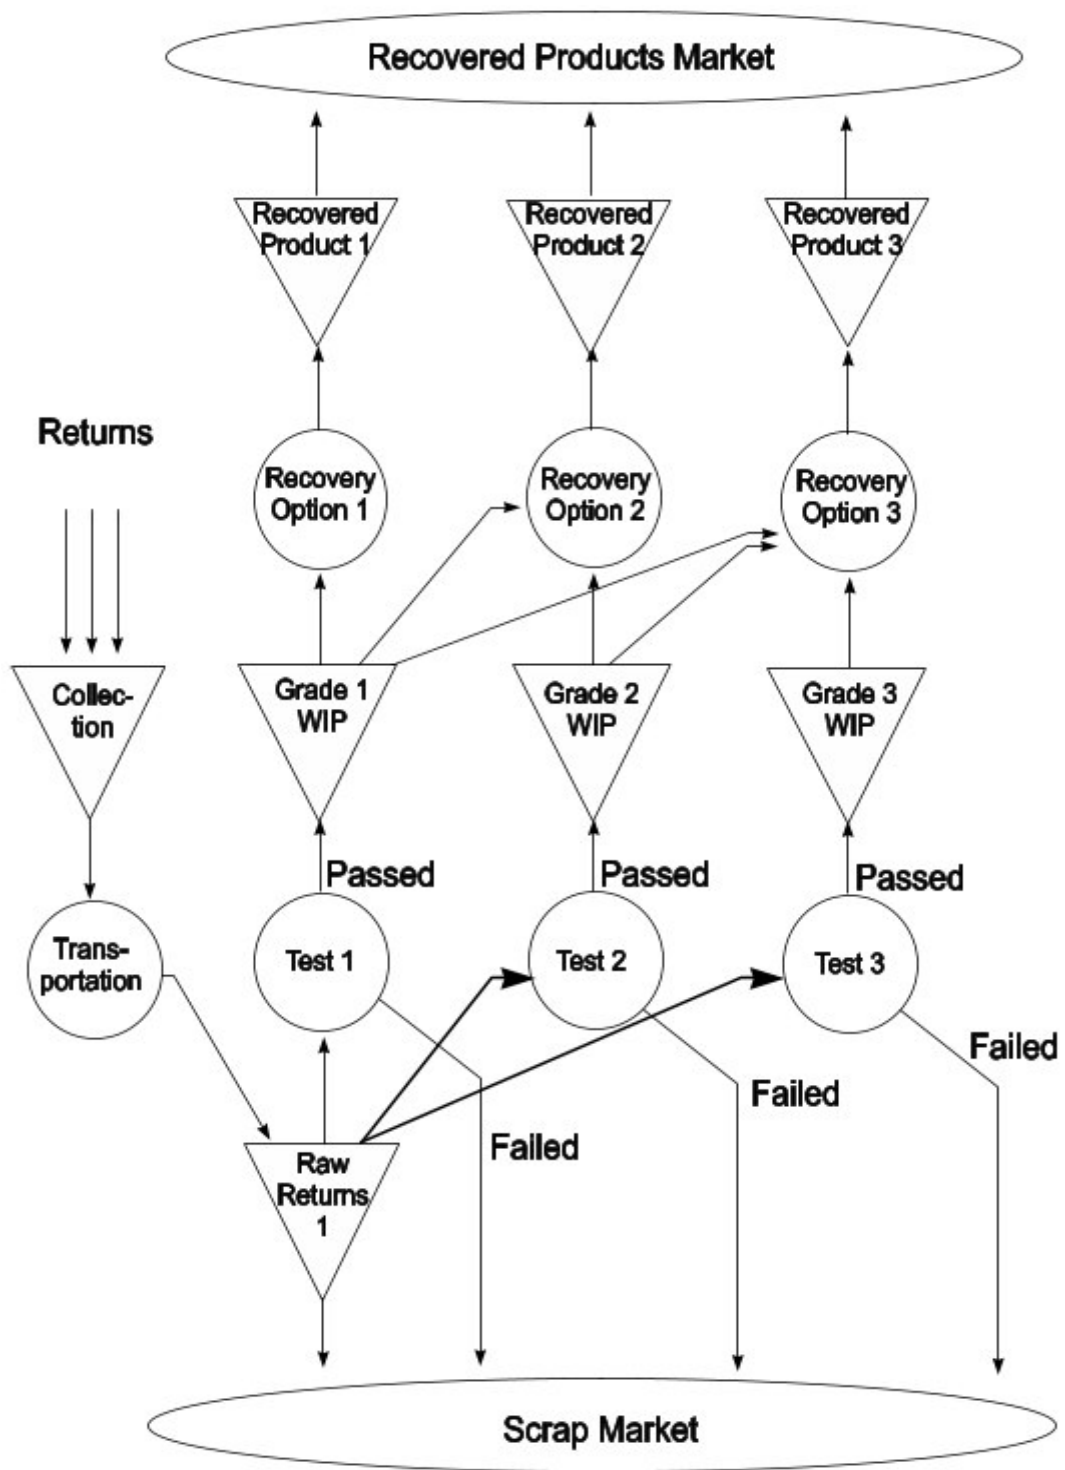 Recovered Products Market
Recovered
Product 1
Recovered
Product 2
Recovered
Product 3
Returns
Recovery
Option 1
Recovery
Option 2
Recovery
Option 3
Collec-
tion
Grade 1
WIP
Grade 2
WIP
Grade 3
WIP
Passed
Passed
Passed
Trans-
portation
Test 1
Test 2
Test 3
Failed
Failed
Failed
Raw
Returns
1
Scrap Market